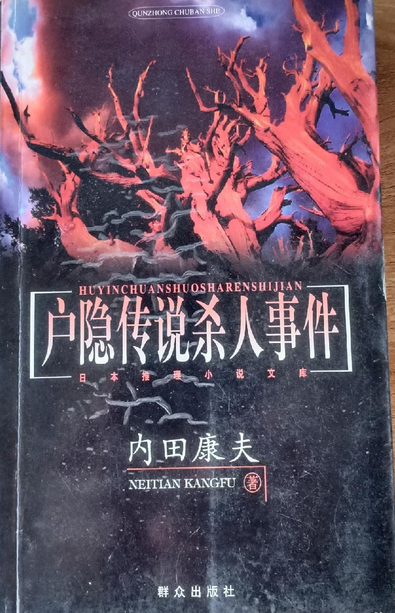 QUNZHONG CHUBAN SHE
HUYINCHUANSHUOSHARENSHIJIAN
户隐传说杀人事件
日本推理小说文库
内田康夫
NEITIAN KANGFU 著
群众出版社